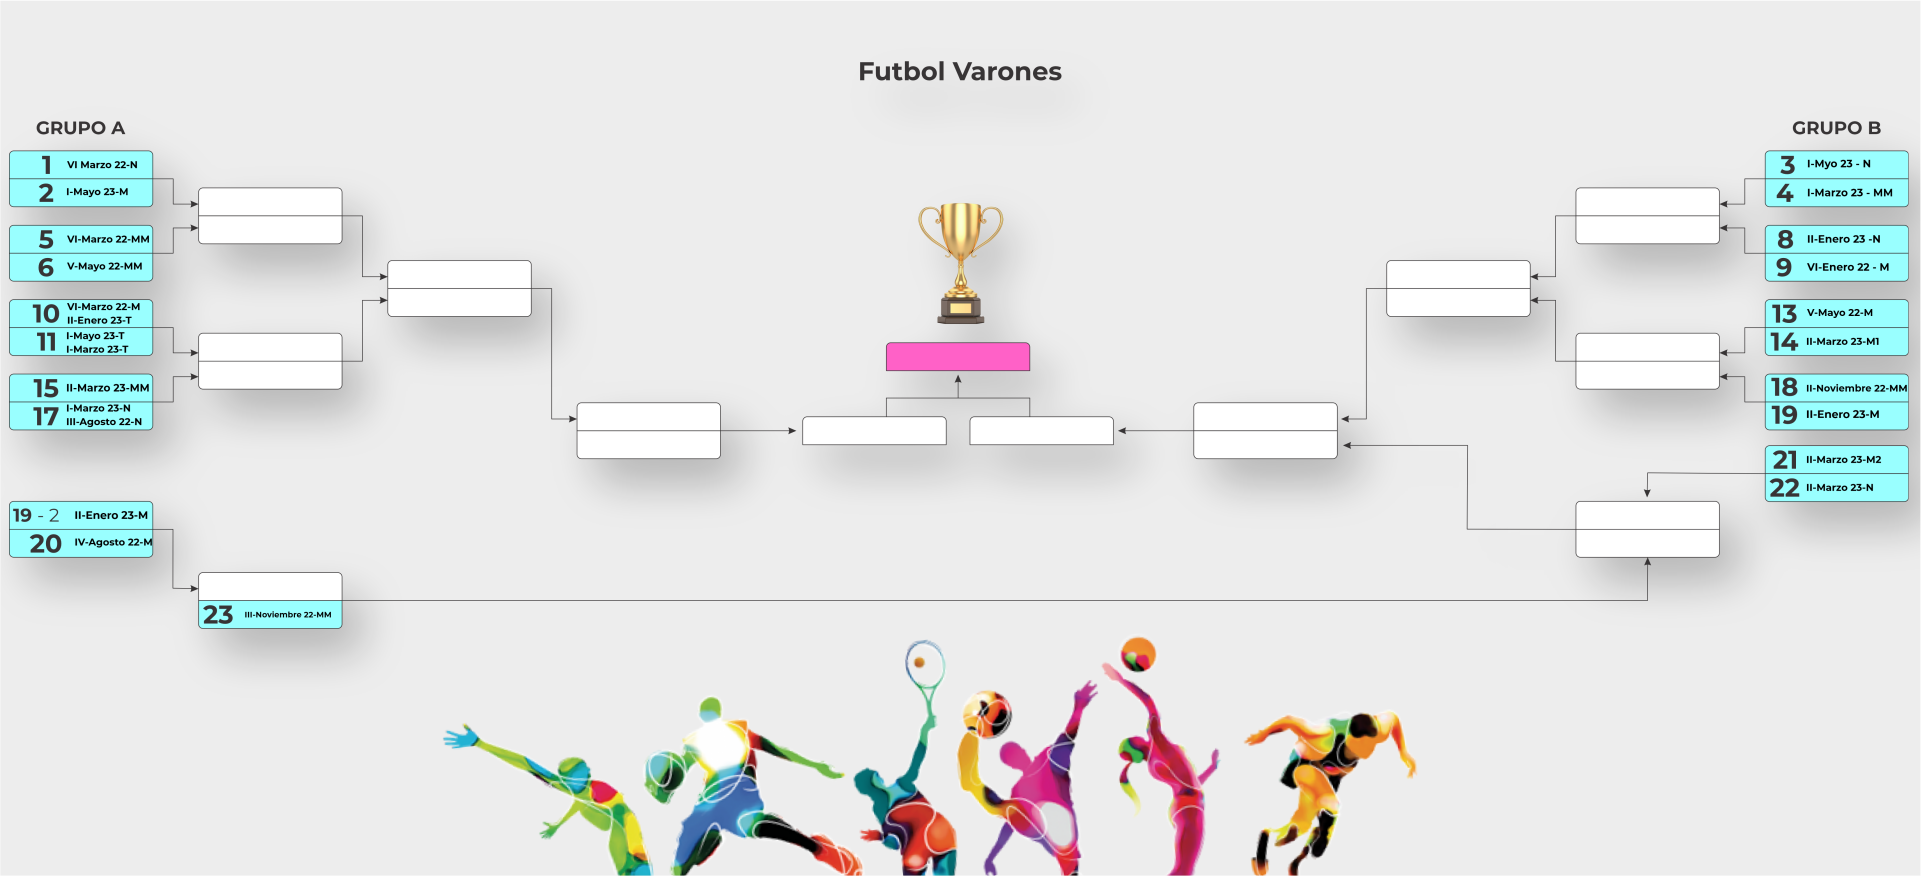 Futbol Varones
GRUPO A
1 VI Marzo 22-N
2 I-Mayo 23-M
5 VI-Marzo 22-MM
6 V-Mayo 22-MM
10 VI-Marzo 22-M
II-Enero 23-T
11 I-Mayo 23-T
I-Marzo 23-T
15 II-Marzo 23-MM
17 I-Marzo 23-N
III-Agosto 22-N
19 - 2 II-Enero 23-M
20 IV-Agosto 22-M
23 III-Noviembre 22-MM
GRUPO B
3 I-Myo 23 - N
4 I-Marzo 23 - MM
8 II-Enero 23 -N
9 VI-Enero 22 - M
13 V-Mayo 22-M
14 II-Marzo 23-M1
18 II-Noviembre 22-MM
19 II-Enero 23-M
21 II-Marzo 23-M2
22 II-Marzo 23-N